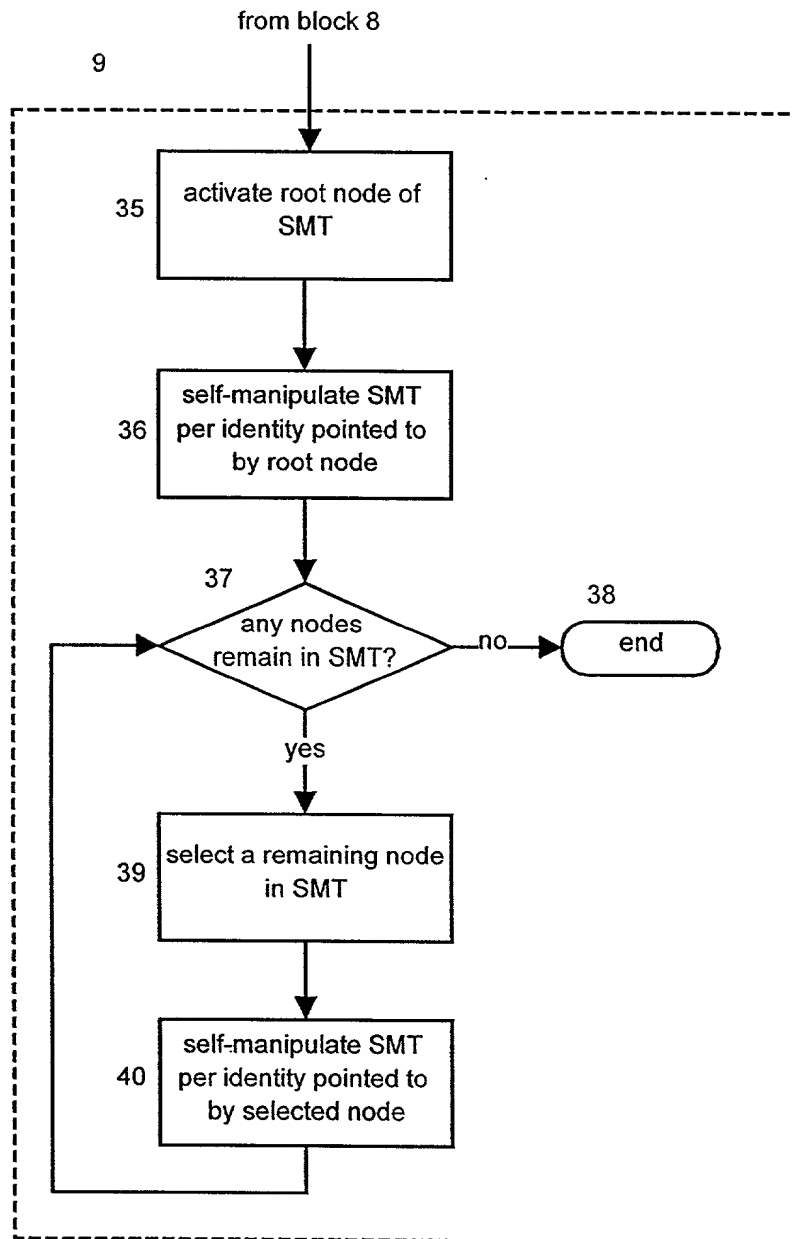 from block 8
9
35
activate root node of
SMT
36
self-manipulate SMT
per identity pointed to
by root node
37
any nodes
remain in SMT?
no
38
end
yes
39
select a remaining node
in SMT
40
self-manipulate SMT
per identity pointed to
by selected node